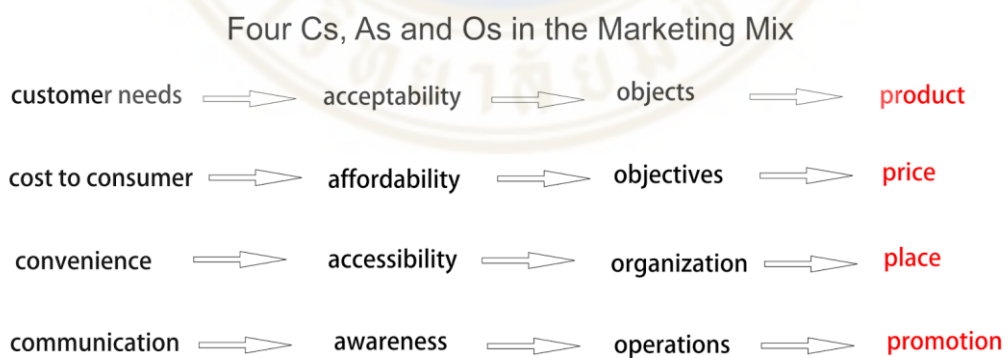 Four Cs, As and Os in the Marketing Mix
customer needs acceptability objects product
cost to consumer affordability objectives price
convenience accessibility organization place
communication awareness operations promotion